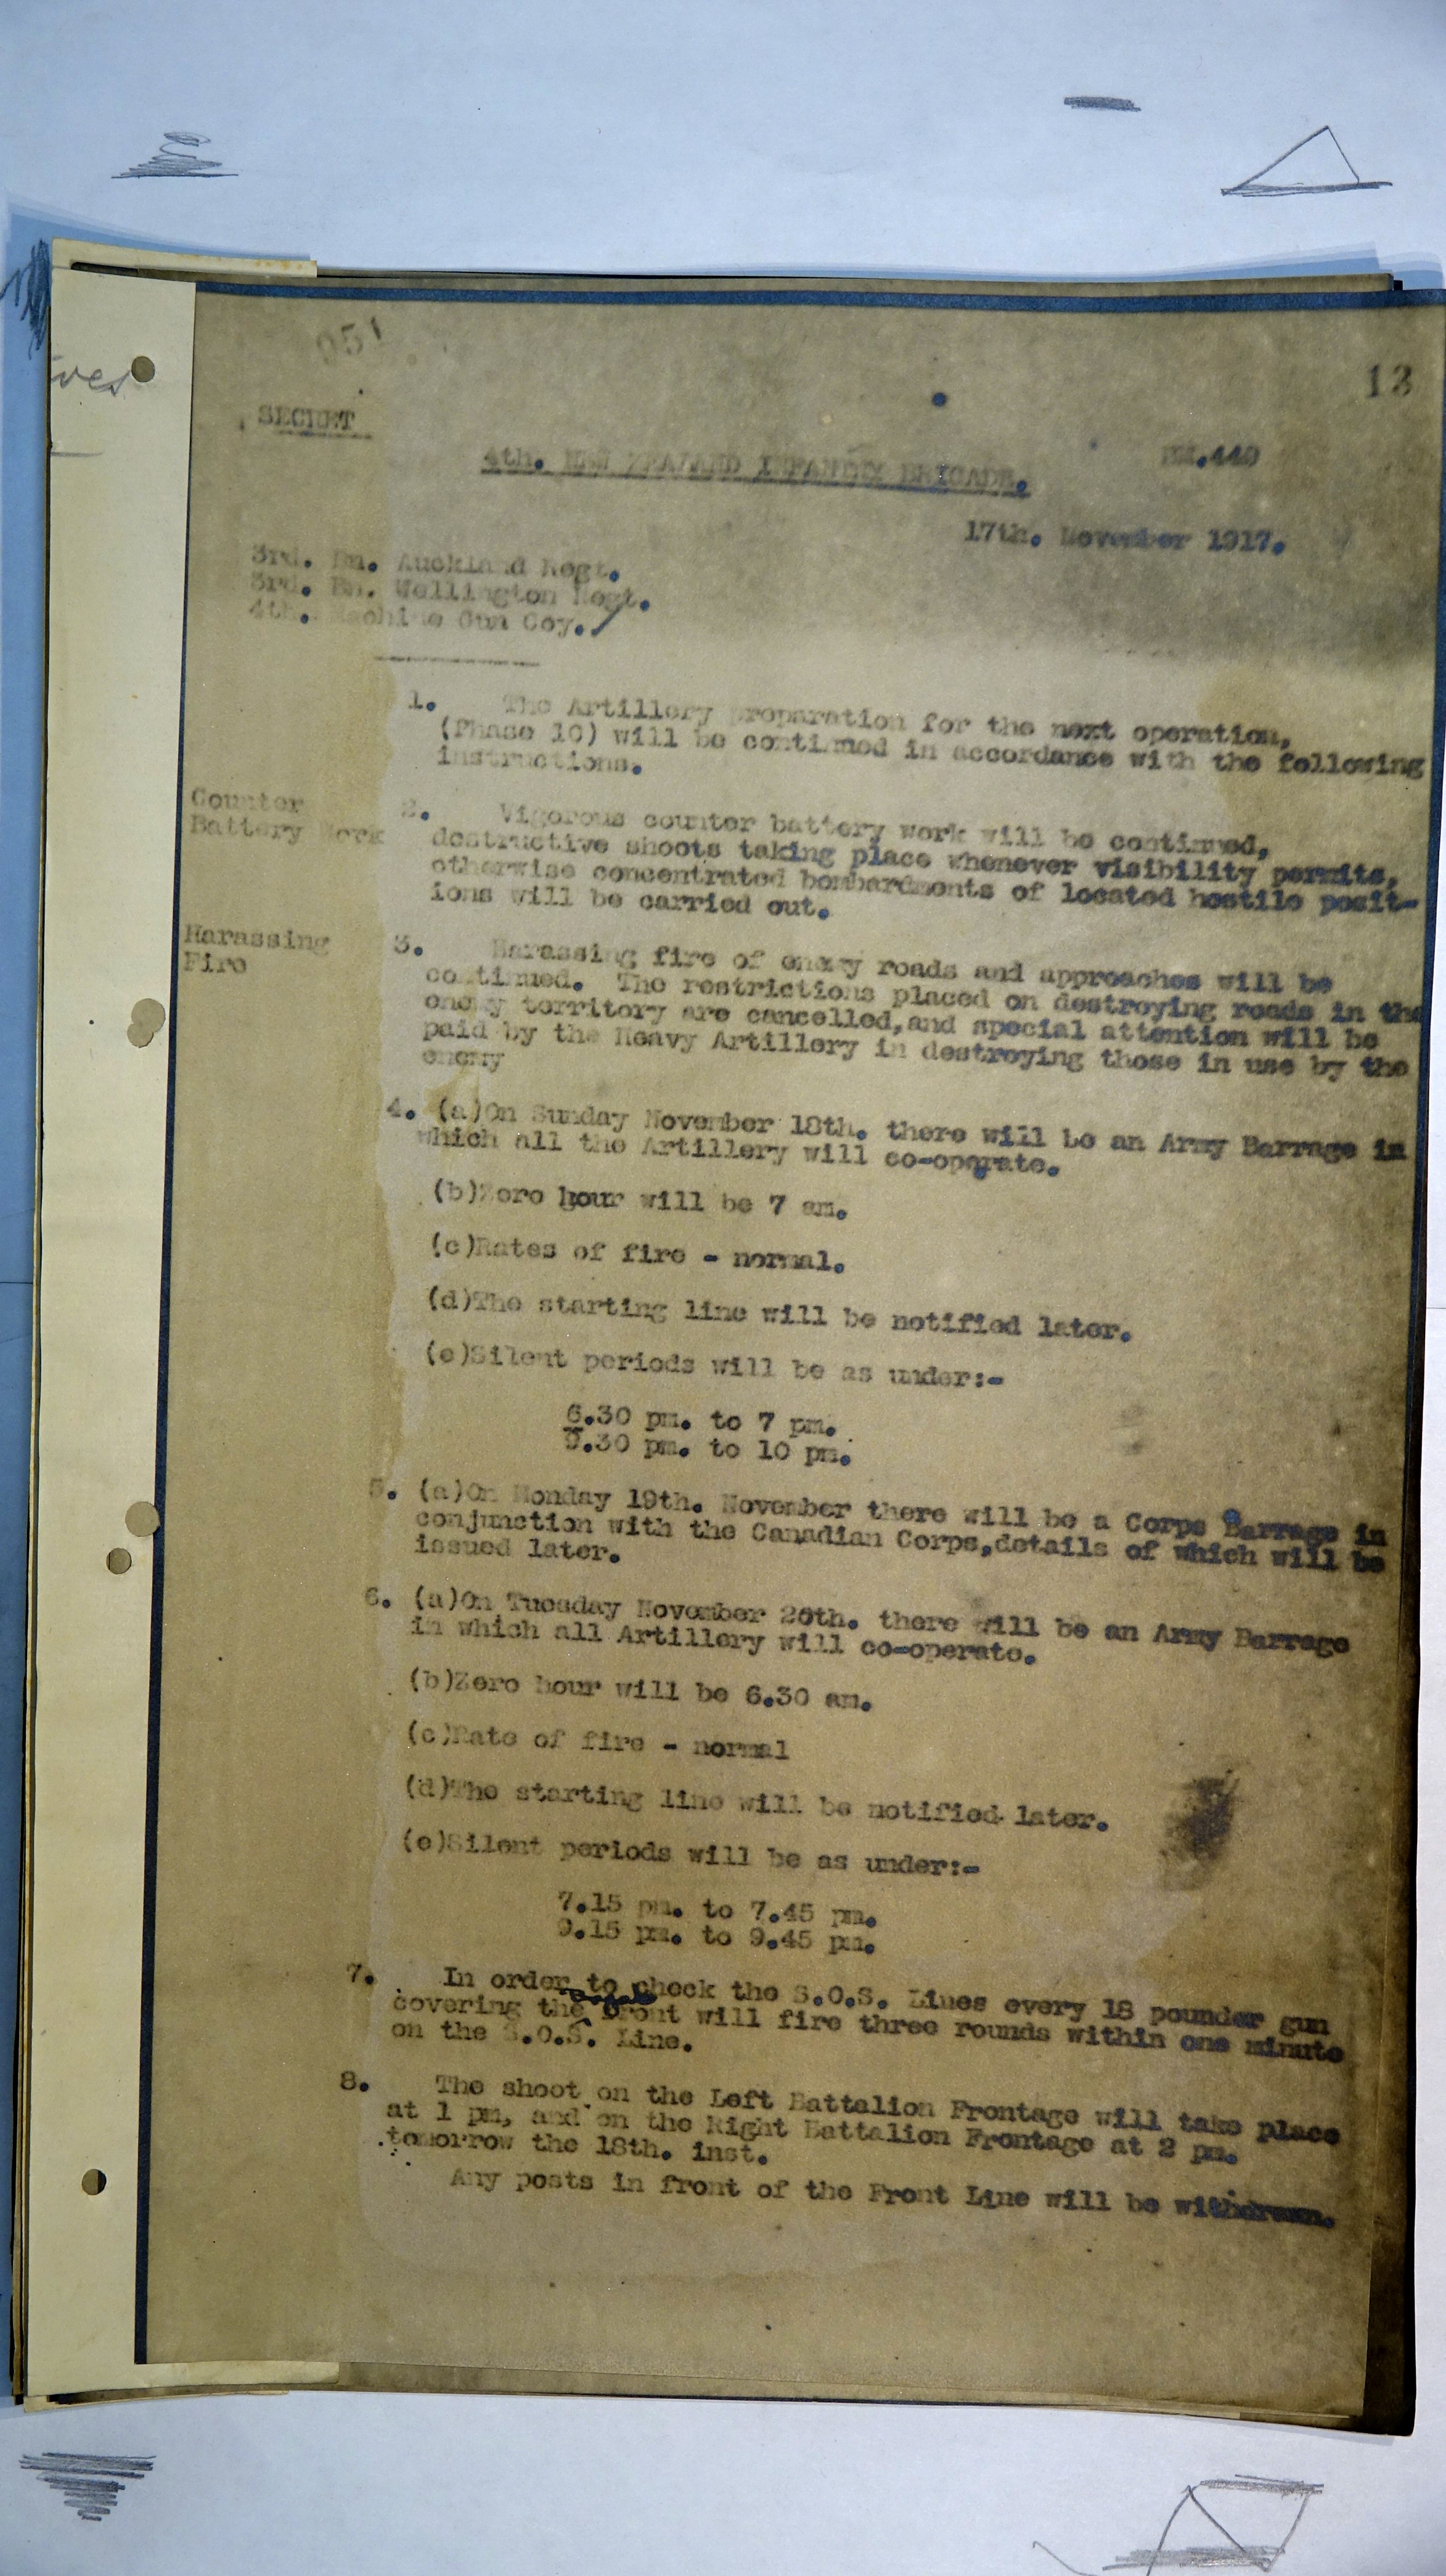 051
13
ves
SECRET
BM.449
4th. NEW ZEALAND INFANTRY BRIGADE.
17th. November 1917.
3rd. Bn. Auckland Regt.
3rd. Bn. Wellington Regt.
4th. Machine Gun Coy.
1. The Artillery preparation for the next operation,
(Phase 10) will be continued in accordance with the following
instructions.
Counter
Battery Work
2. Vigorous counter battery work will be continued,
destructive shoots taking place whenever visibility permits,
otherwise concentrated bombardments of located hostile posit-
ions will be carried out.
Harassing
Fire
3. Harassing fire of enemy roads and approaches will be
continued. The restrictions placed on destroying roads in the
enemy territory are cancelled,and special attention will be
paid by the Heavy Artillery in destroying those in use by the
enemy
4. (a)On Sunday November 18th. there will be an Army Barrage in
which all the Artillery will co-operate.
(b)Zero hour will be 7 am.
(c)Rates of fire - normal.
(d)The starting line will be notified later.
(e)Silent periods will be as under:-
6.30 pm. to 7 pm.
9.30 pm. to 10 pm.
5. (a)On Monday 19th. November there will be a Corps Barrage in
conjunction with the Canadian Corps,details of which will be
issued later.
6. (a)On Tuesday November 20th. there will be an Army Barrage
in which all Artillery will co-operate.
(b)Zero hour will be 6.30 am.
(c)Rate of fire - normal
(d)The starting line will be notified later.
(e)Silent periods will be as under:-
7.15 pm. to 7.45 pm.
9.15 pm. to 9.45 pm.
7. In order to check the S.O.S. Lines every 18 pounder gun
covering the front will fire three rounds within one minute
on the S.O.S. Line.
8. The shoot on the Left Battalion Frontage will take place
at 1 pm, and on the Right Battalion Frontage at 2 pm.
tomorrow the 18th. inst.
Any posts in front of the Front Line will be withdrawn.